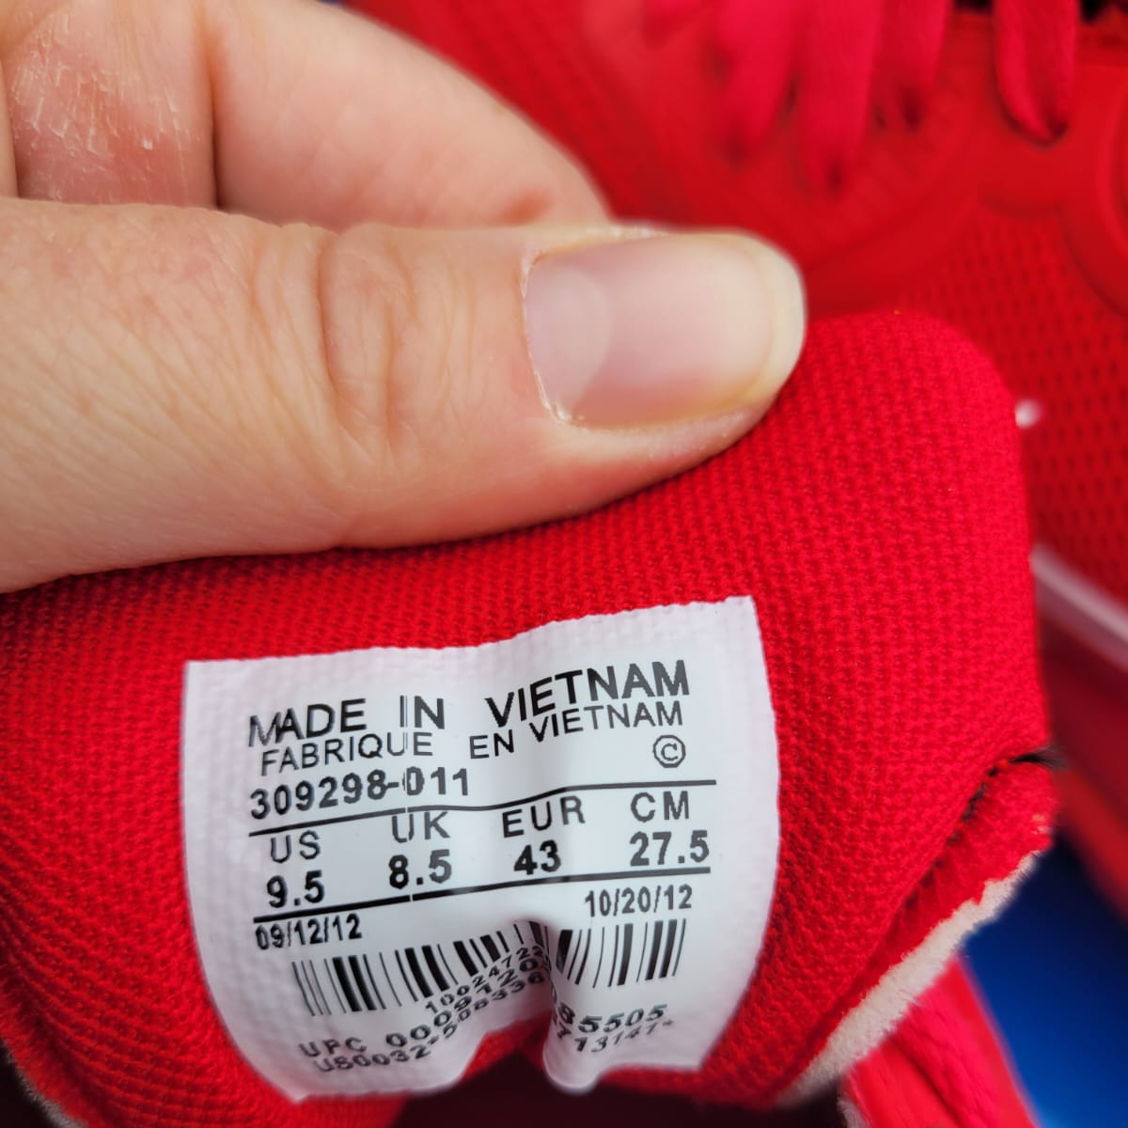 MADE IN VIETNAM
FABRIQUE EN VIETNAM
©
309298-011
US UK EUR CM
9.5 8.5 43 27.5
09/12/12 10/20/12
UPC